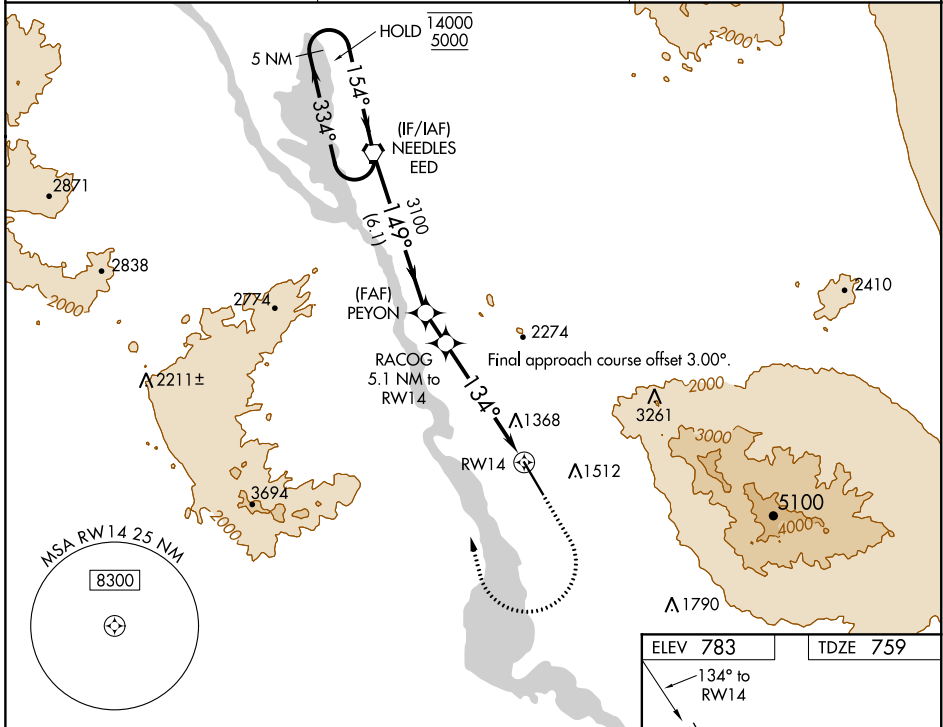 2000
HOLD
14000
5000
5 NM
154°
334°
(IF/IAF)
NEEDLES
EED
2871
3100
149°
(6.1)
2838
2000
2774
(FAF)
PEYON
2410
2274
RACOG
5.1 NM to
RW14
Final approach course offset 3.00°.
2211±
134°
2000
3261
1368
3000
RW14
1512
3694
2000
5100
4000
MSA RW14 25 NM
8300
1790
ELEV 783
TDZE 759
134° to
RW14